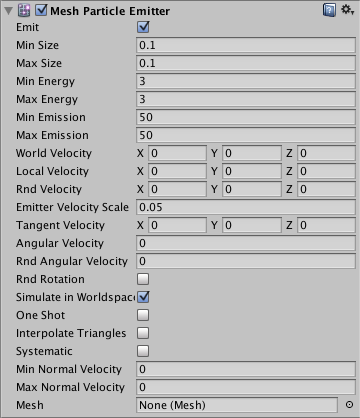 Mesh Particle Emitter
Emit
Min Size 0.1
Max Size 0.1
Min Energy 3
Max Energy 3
Min Emission 50
Max Emission 50
World Velocity X 0 Y 0 Z 0
Local Velocity X 0 Y 0 Z 0
Rnd Velocity X 0 Y 0 Z 0
Emitter Velocity Scale 0.05
Tangent Velocity X 0 Y 0 Z 0
Angular Velocity 0
Rnd Angular Velocity 0
Rnd Rotation
Simulate in Worldspac
One Shot
Interpolate Triangles
Systematic
Min Normal Velocity 0
Max Normal Velocity 0
Mesh None (Mesh)